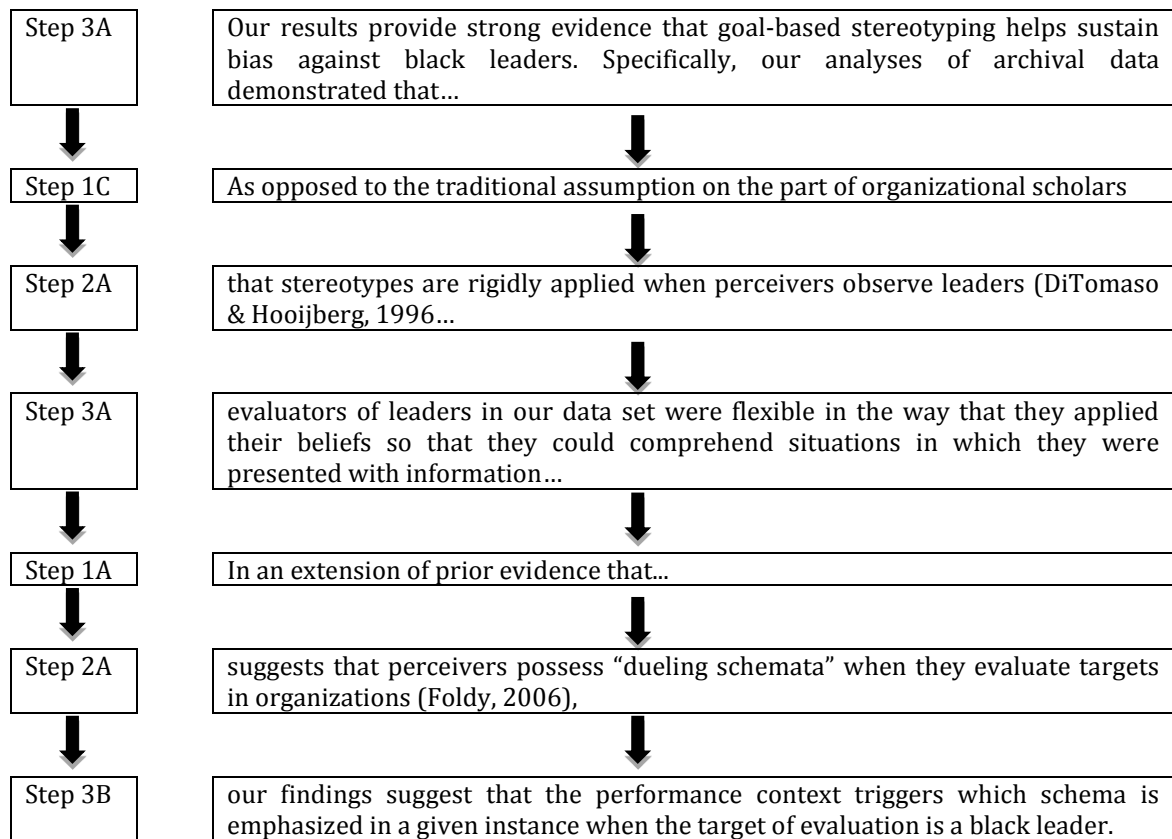 Step 3A
Our results provide strong evidence that goal-based stereotyping helps sustain
bias against black leaders. Specifically, our analyses of archival data
demonstrated that…
Step 1C
As opposed to the traditional assumption on the part of organizational scholars
Step 2A
that stereotypes are rigidly applied when perceivers observe leaders (DiTomaso
& Hooijberg, 1996…
Step 3A
evaluators of leaders in our data set were flexible in the way that they applied
their beliefs so that they could comprehend situations in which they were
presented with information…
Step 1A
In an extension of prior evidence that...
Step 2A
suggests that perceivers possess “dueling schemata” when they evaluate targets
in organizations (Foldy, 2006),
Step 3B
our findings suggest that the performance context triggers which schema is
emphasized in a given instance when the target of evaluation is a black leader.